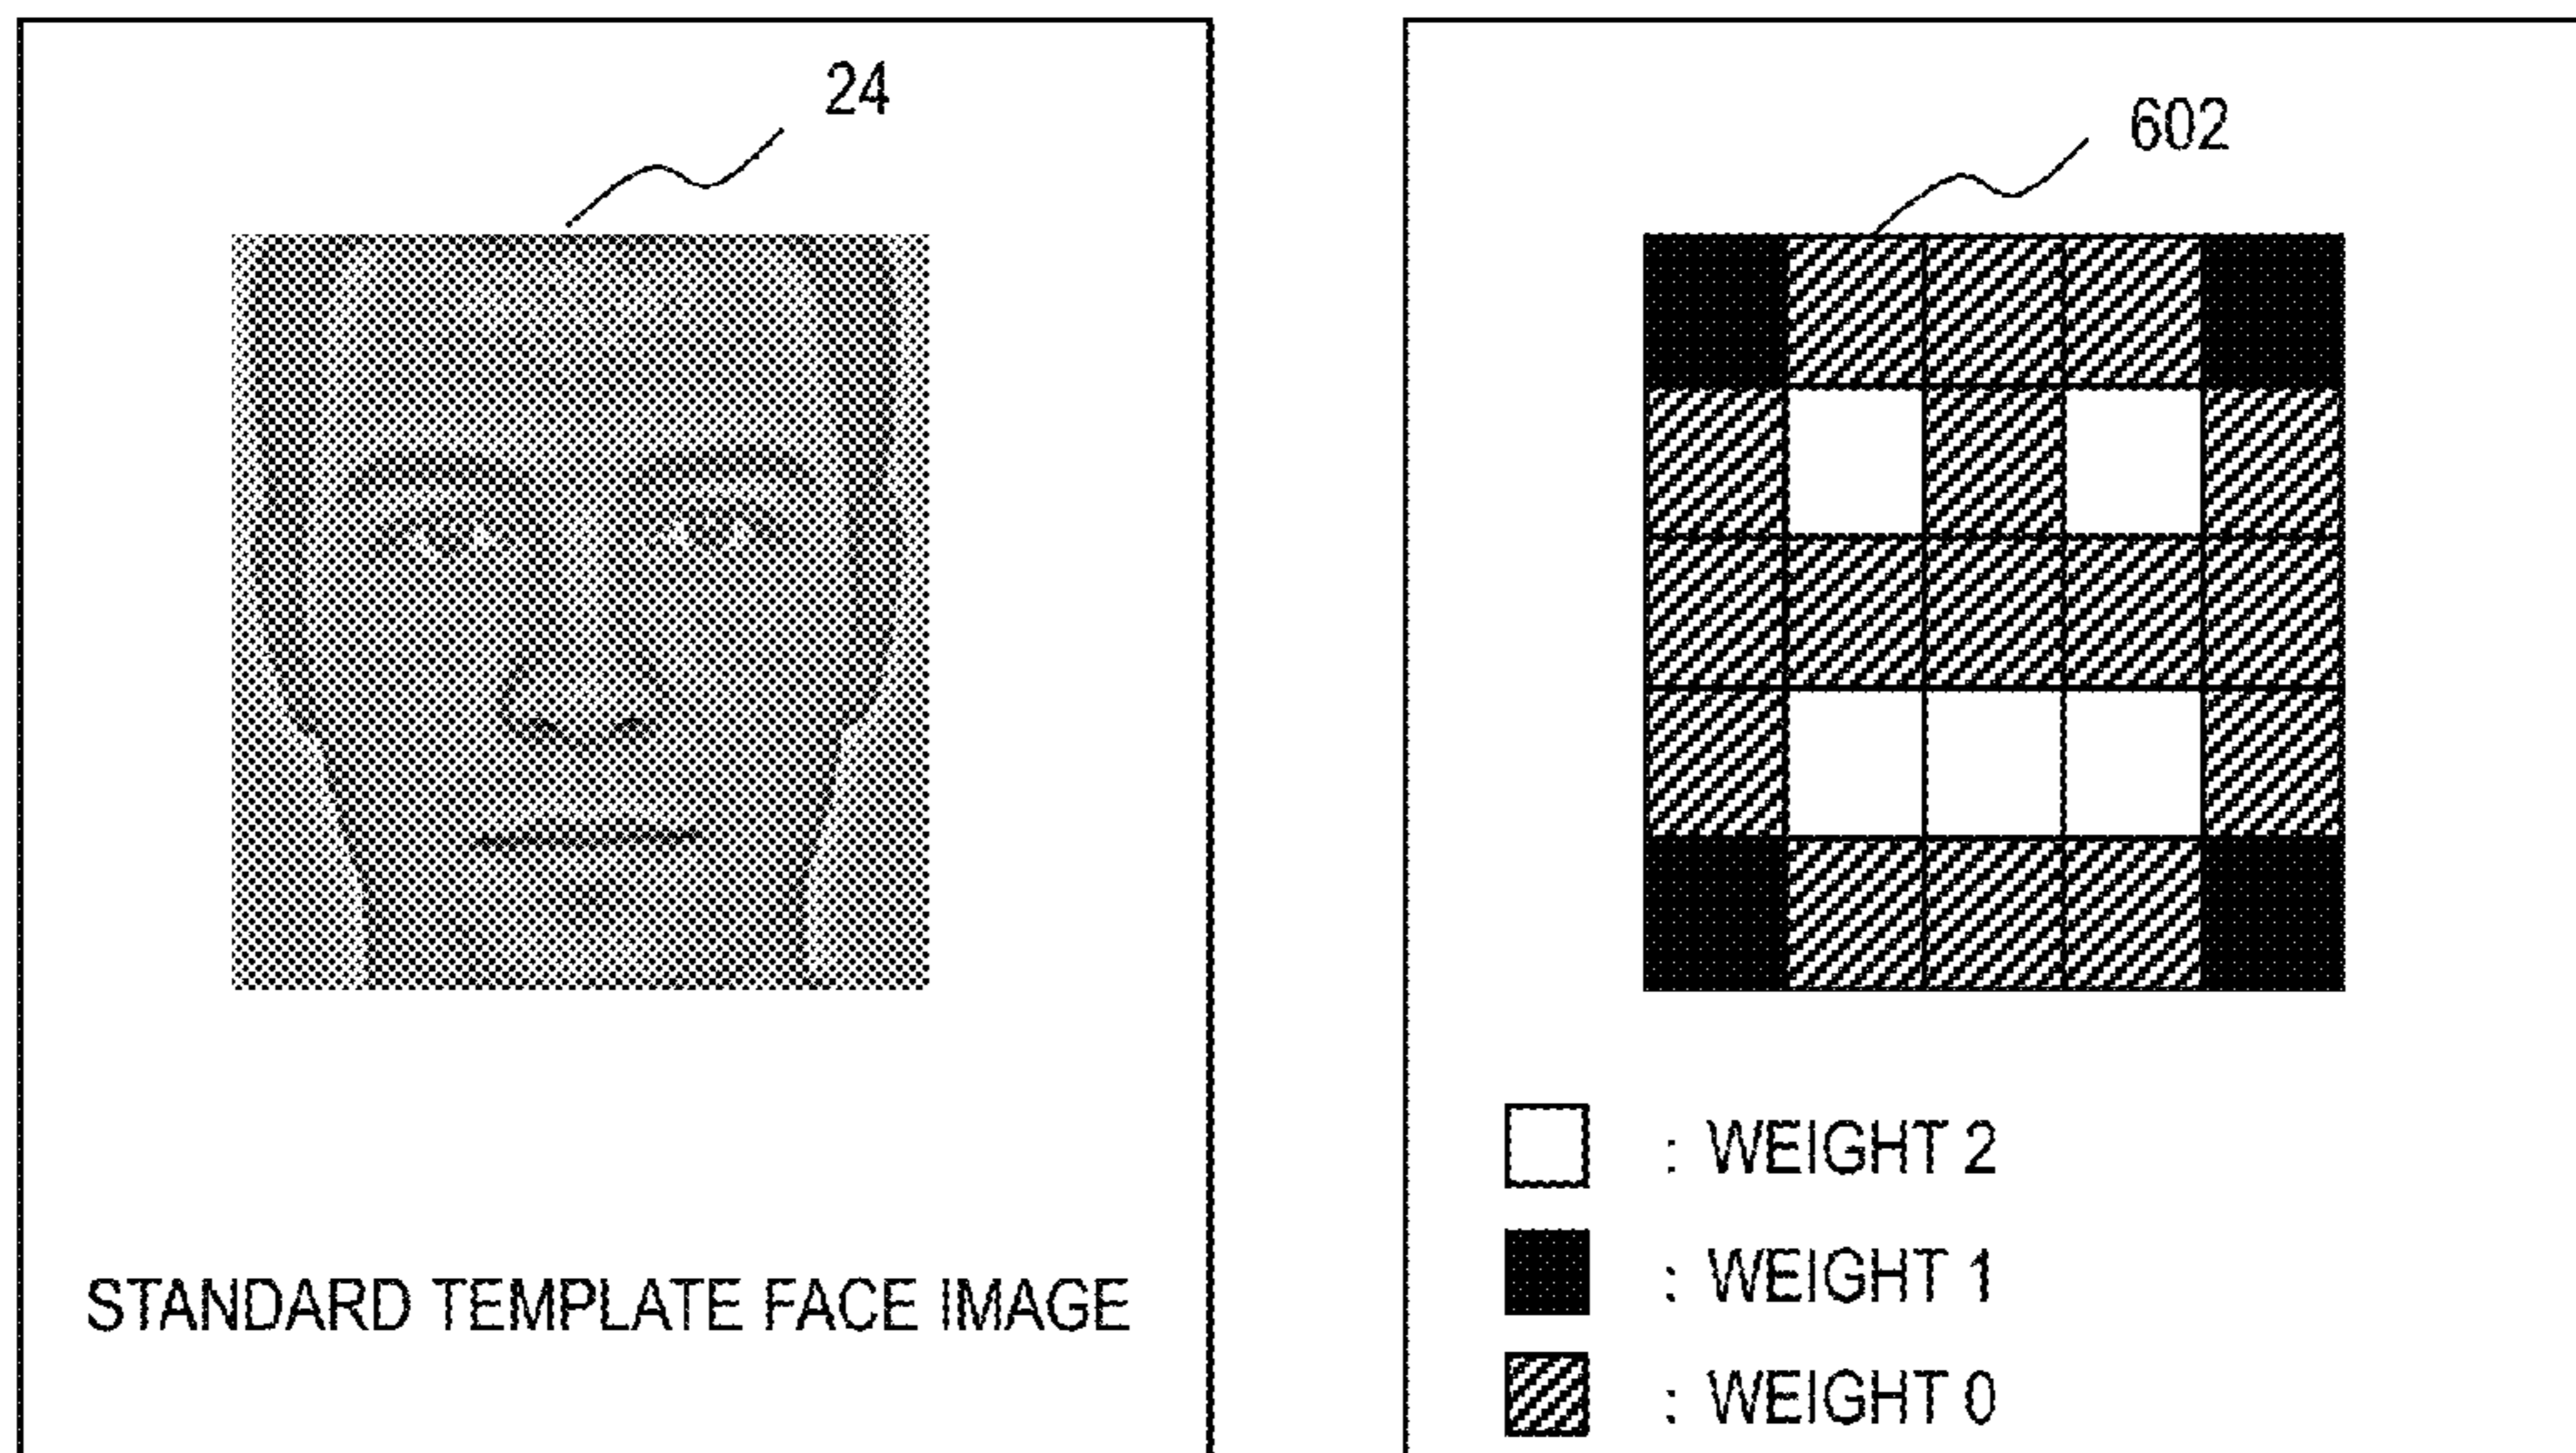 24
STANDARD TEMPLATE FACE IMAGE
602
: WEIGHT 2
: WEIGHT 1
: WEIGHT 0